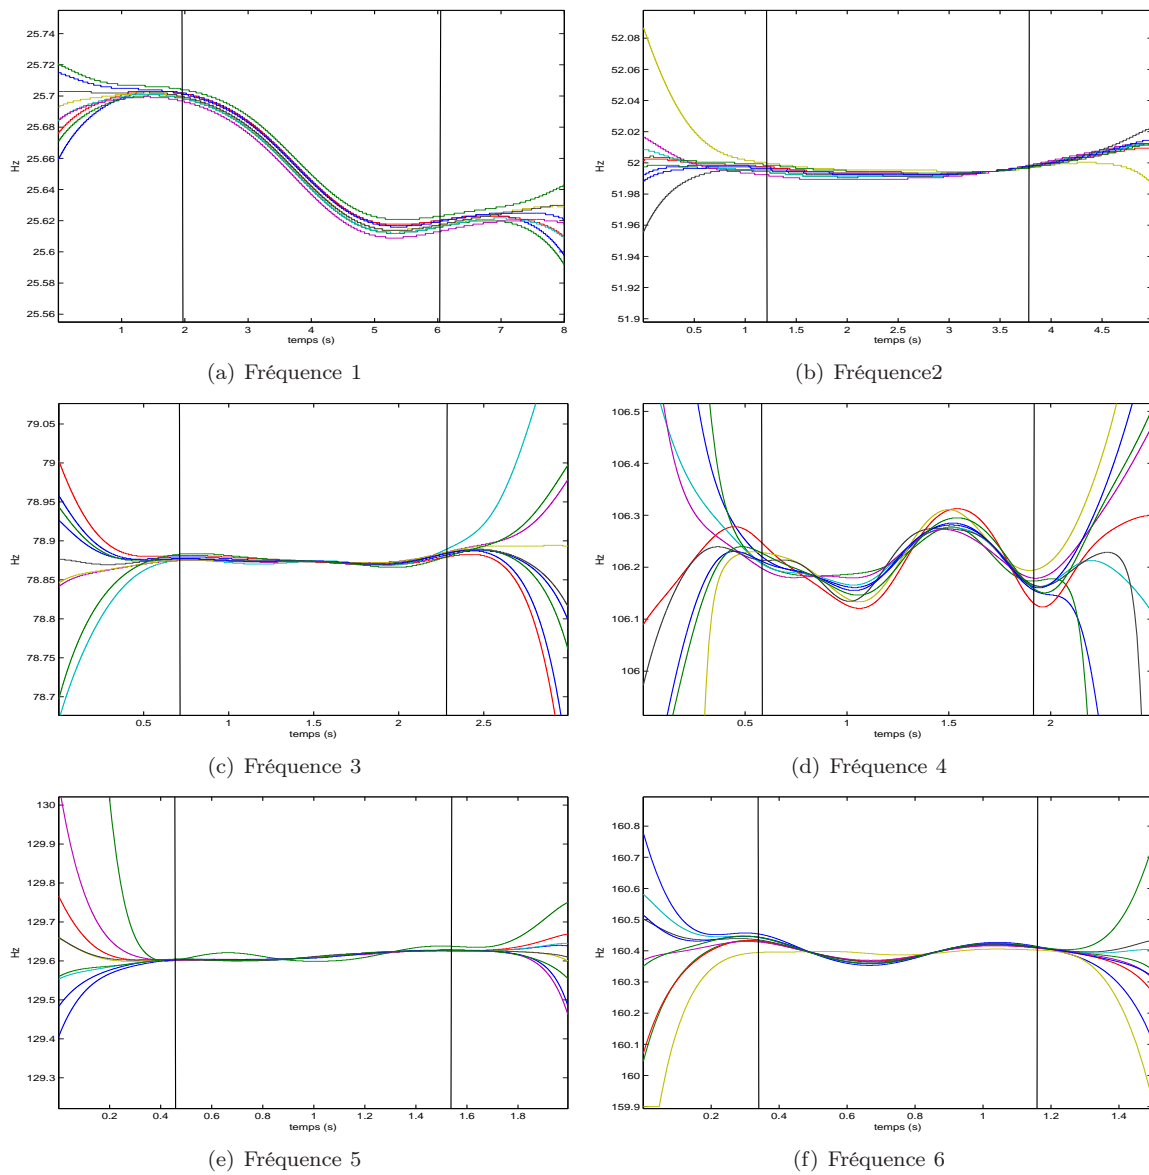 25.74
25.72
25.7
25.68
25.66
25.64
25.62
25.6
25.58
25.56
Hz
1 2 3 4 5 6 7 8
temps (s)
(a) Fréquence 1
52.08
52.06
52.04
52.02
52
51.98
51.96
51.94
51.92
51.9
Hz
0.5 1 1.5 2 2.5 3 3.5 4 4.5
temps (s)
(b) Fréquence2
79.05
79
78.95
78.9
78.85
78.8
78.75
78.7
Hz
0.5 1 1.5 2 2.5
temps (s)
(c) Fréquence 3
106.5
106.4
106.3
106.2
106.1
106
Hz
0.5 1 1.5 2
temps (s)
(d) Fréquence 4
130
129.9
129.8
129.7
129.6
129.5
129.4
129.3
Hz
0.2 0.4 0.6 0.8 1 1.2 1.4 1.6 1.8
temps (s)
(e) Fréquence 5
160.8
160.7
160.6
160.5
160.4
160.3
160.2
160.1
160
159.9
Hz
0.2 0.4 0.6 0.8 1 1.2 1.4
temps (s)
(f) Fréquence 6